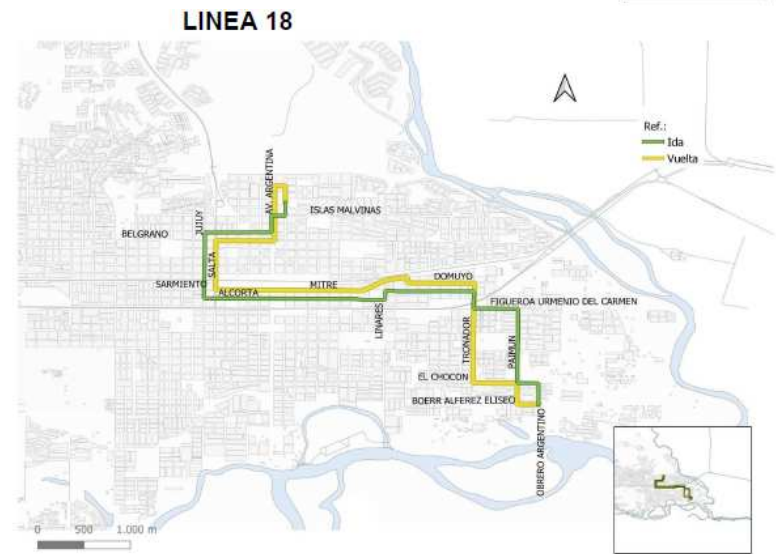 LINEA 18
Ref.:
Ida
Vuelta
AV. ARGENTINA
ISLAS MALVINAS
JUJUY
BELGRANO
SALTA
SARMIENTO
ALCORTA
MITRE
DOMUYO
LINARES
FIGUEROA URMENIO DEL CARMEN
TRONADOR
PAIMUN
EL CHOCON
BOERR ALFEREZ ELISEO
OBRERO ARGENTINO
0 500 1.000 m